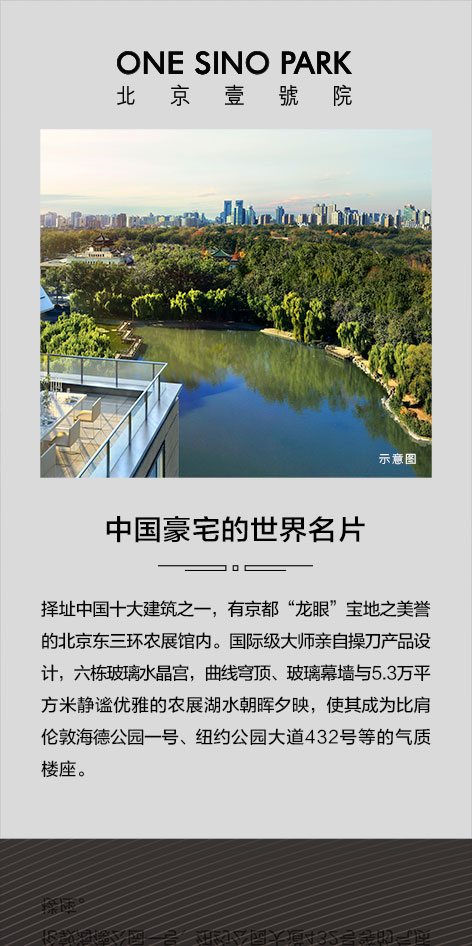 ONE SINO PARK
北京壹號院
示意图
中国豪宅的世界名片
择址中国十大建筑之一，有京都“龙眼”宝地之美誉
的北京东三环农展馆内。国际级大师亲自操刀产品设
计，六栋玻璃水晶宫，曲线穹顶、玻璃幕墙与5.3万平
方米静谧优雅的农展湖水朝晖夕映，使其成为比肩
伦敦海德公园一号、纽约公园大道432号等的气质
楼座。